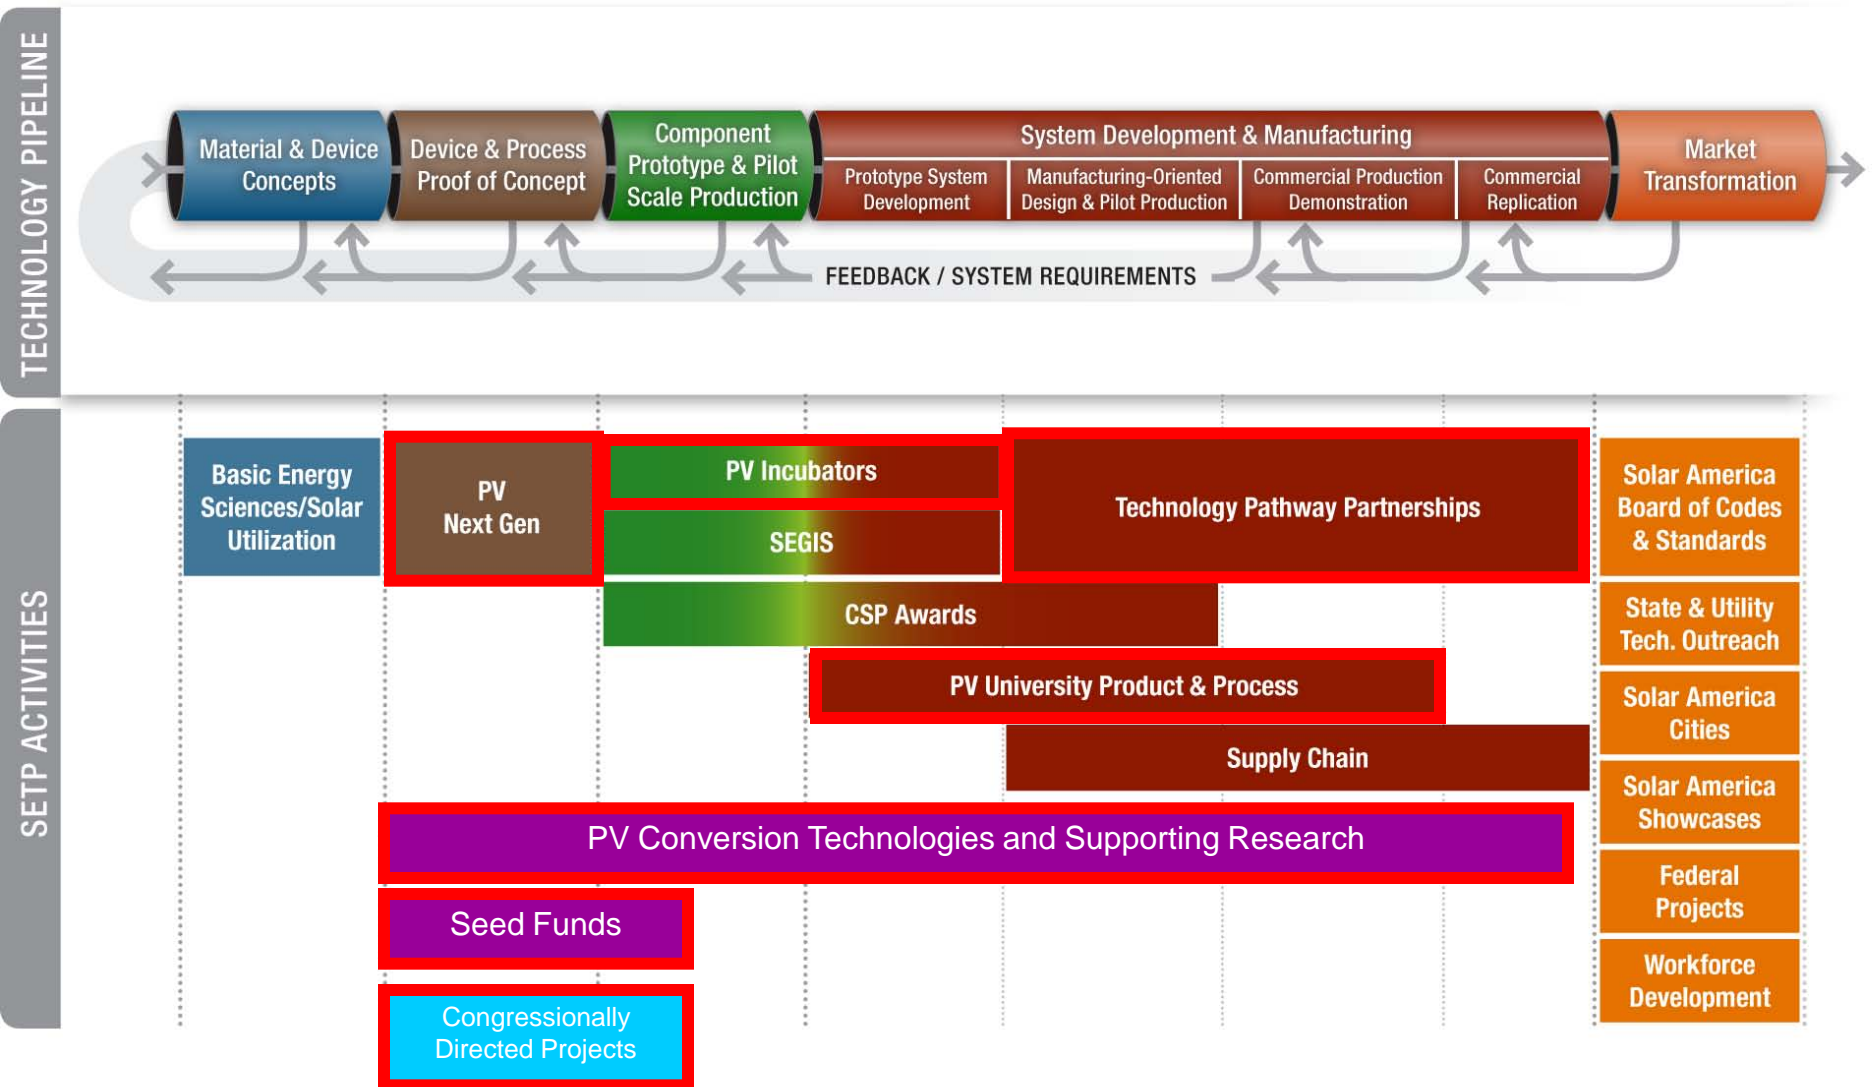 TECHNOLOGY PIPELINE
Material & Device
Concepts
Device & Process
Proof of Concept
Component
Prototype & Pilot
Scale Production
System Development & Manufacturing
Prototype System
Development
Manufacturing-Oriented
Design & Pilot Production
Commercial Production
Demonstration
Commercial
Replication
Market
Transformation
FEEDBACK / SYSTEM REQUIREMENTS
SETP ACTIVITIES
Basic Energy
Sciences/Solar
Utilization
PV
Next Gen
PV Incubators
SEGIS
CSP Awards
Technology Pathway Partnerships
PV University Product & Process
Supply Chain
PV Conversion Technologies and Supporting Research
Seed Funds
Congressionally
Directed Projects
Solar America
Board of Codes
& Standards
State & Utility
Tech. Outreach
Solar America
Cities
Solar America
Showcases
Federal
Projects
Workforce
Development